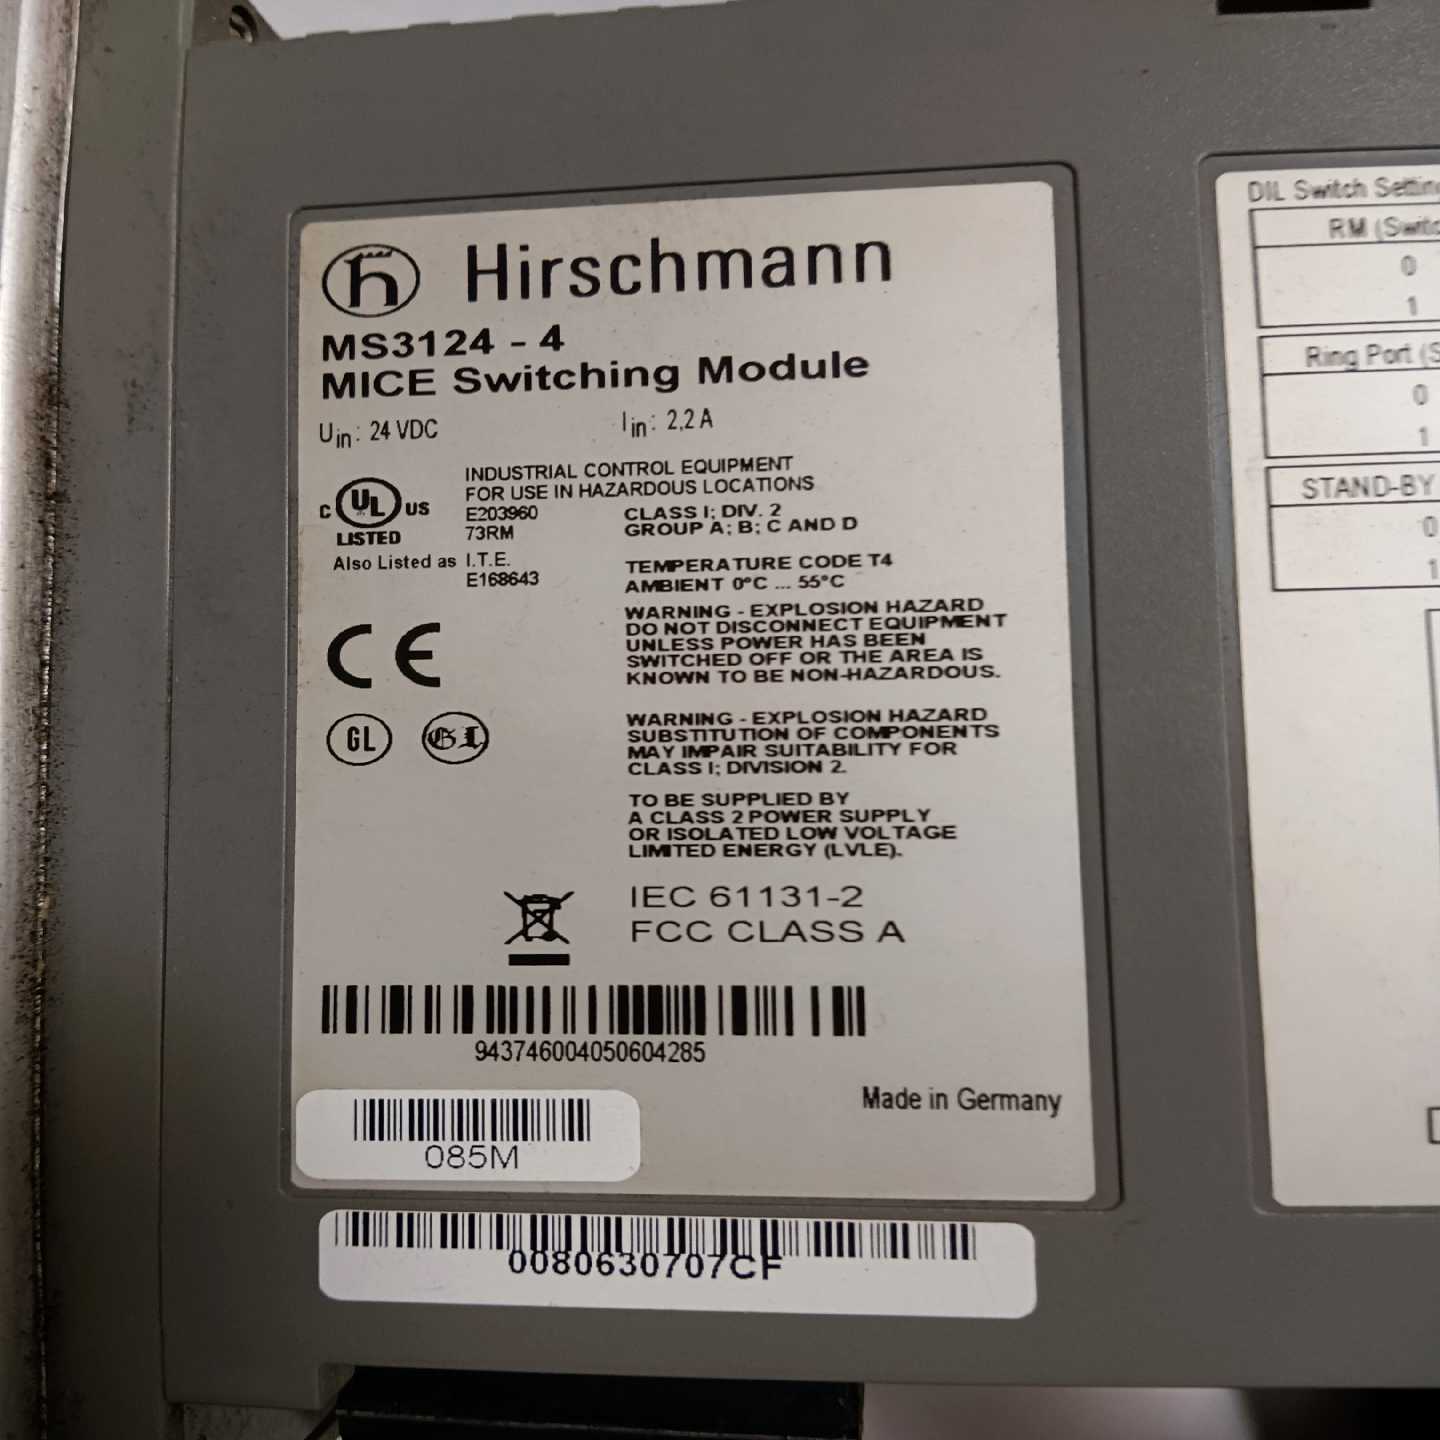 Hirschmann
MS3124 - 4
MICE Switching Module
Uin: 24 VDC Iin: 2,2 A
INDUSTRIAL CONTROL EQUIPMENT
FOR USE IN HAZARDOUS LOCATIONS
C UL US
LISTED
E203960 CLASS I; DIV. 2
73RM GROUP A; B; C AND D
Also Listed as I.T.E.
E168643
TEMPERATURE CODE T4
AMBIENT 0°C ... 55°C
WARNING - EXPLOSION HAZARD
DO NOT DISCONNECT EQUIPMENT
UNLESS POWER HAS BEEN
SWITCHED OFF OR THE AREA IS
KNOWN TO BE NON-HAZARDOUS.
CE
GL GL
WARNING - EXPLOSION HAZARD
SUBSTITUTION OF COMPONENTS
MAY IMPAIR SUITABILITY FOR
CLASS I; DIVISION 2.
TO BE SUPPLIED BY
A CLASS 2 POWER SUPPLY
OR ISOLATED LOW VOLTAGE
LIMITED ENERGY (LVLE).
IEC 61131-2
FCC CLASS A
943746004050604285
Made in Germany
085M
0080630707CF
DIL Switch
RM
0
1
Ring Port
0
1
STAND-BY
0
1